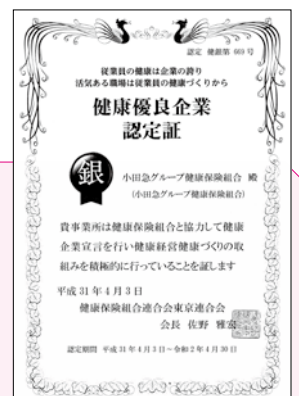 認定 健銀第 669 号
従業員の健康は企業の誇り
活気ある職場は従業員の健康づくりから
健康優良企業
認定証
銀
小田急グループ健康保険組合 殿
(小田急グループ健康保険組合)
貴事業所は健康保険組合と協力して健康
企業宣言を行い健康経営健康づくりの取
組みを積極的に行っていることを証します
平成 31 年 4 月 3 日
健康保険組合連合会東京連合会
会長 佐野 雅宏
認定期間 平成 31 年 4 月 3 日～令和 2 年 4 月 30 日